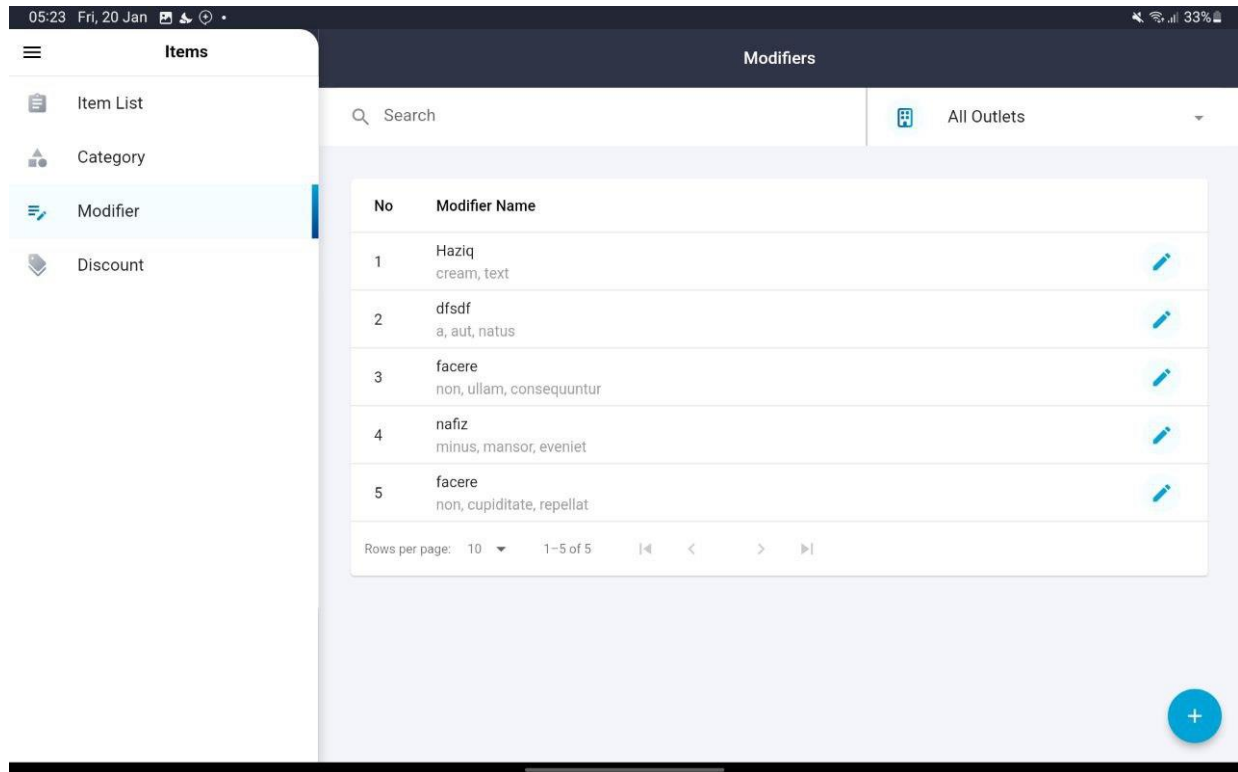 05:23 Fri, 20 Jan
33%
Items
Modifiers
Item List
Category
Modifier
Discount
Search
All Outlets
No Modifier Name
1 Haziq
cream, text
2 dfsdf
a, aut, natus
3 facere
non, ullam, consequuntur
4 nafiz
minus, mansor, eveniet
5 facere
non, cupiditate, repellat
Rows per page: 10 1–5 of 5